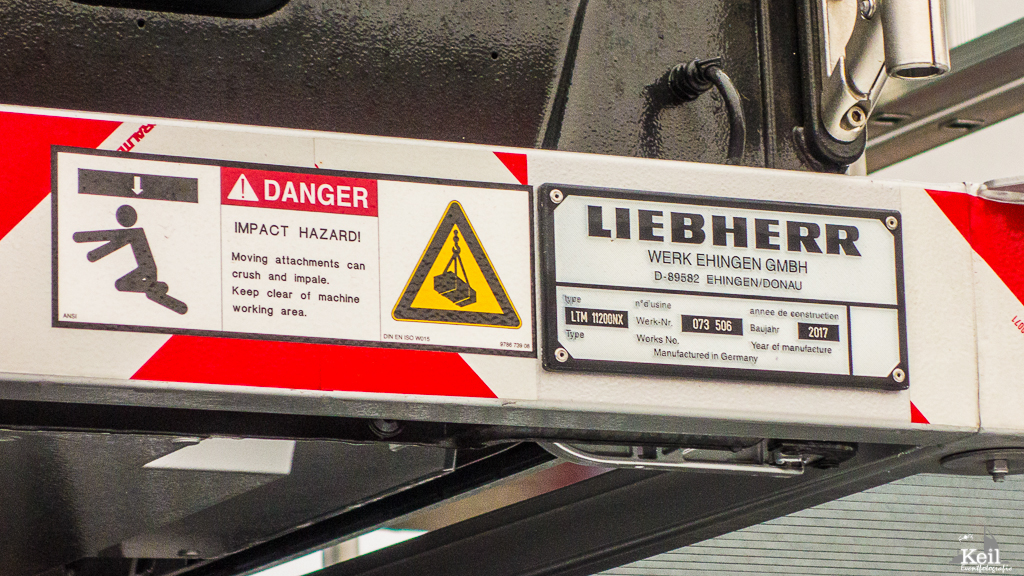 DANGER
IMPACT HAZARD!
Moving attachments can
crush and impale.
Keep clear of machine
working area.
ANSI
DIN EN ISO W015
9786 739 08
LIEBHERR
WERK EHINGEN GMBH
D-89582 EHINGEN/DONAU
type n°d'usine année de construction
LTM 11200NX Werk-Nr. 073 506 Baujahr 2017
Type Works No. Year of manufacture
Manufactured in Germany
Keil
Eventfotografie